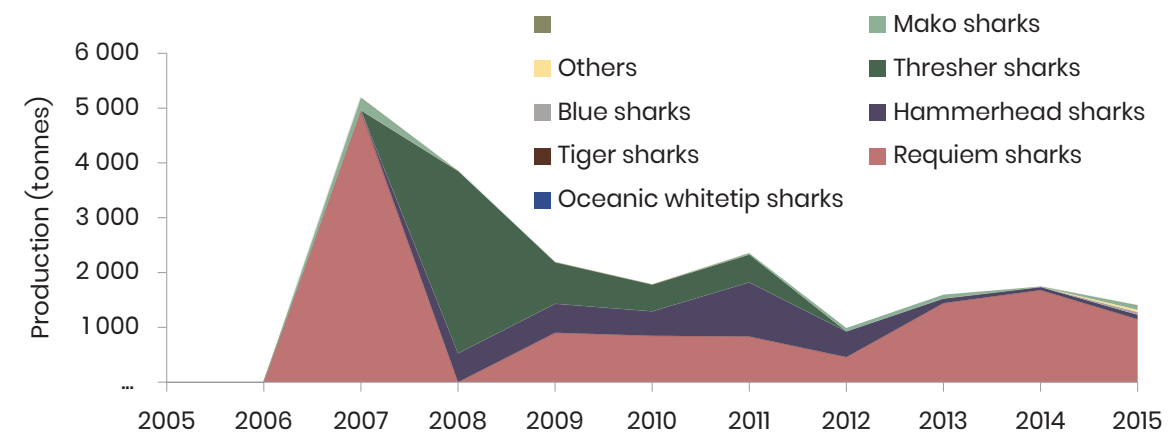 Mako sharks
Others
Thresher sharks
Blue sharks
Hammerhead sharks
Tiger sharks
Requiem sharks
Oceanic whitetip sharks
Production (tonnes)
6 000
5 000
4 000
3 000
2 000
1 000
...
2005 2006 2007 2008 2009 2010 2011 2012 2013 2014 2015